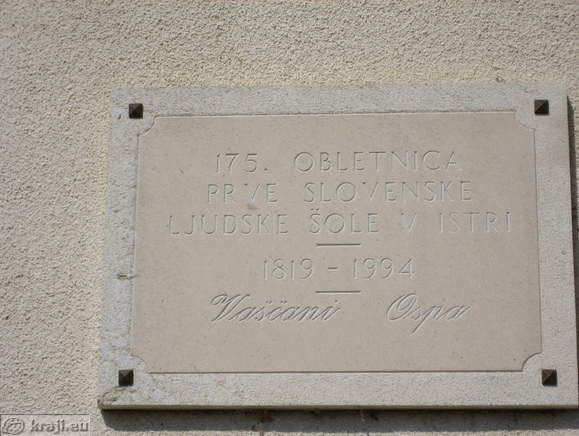 175. OBLETNICA
PRVE SLOVENSKE
LJUDSKE ŠOLE V ISTRI
1819 - 1994
Vaščani Ospa
kraji.eu